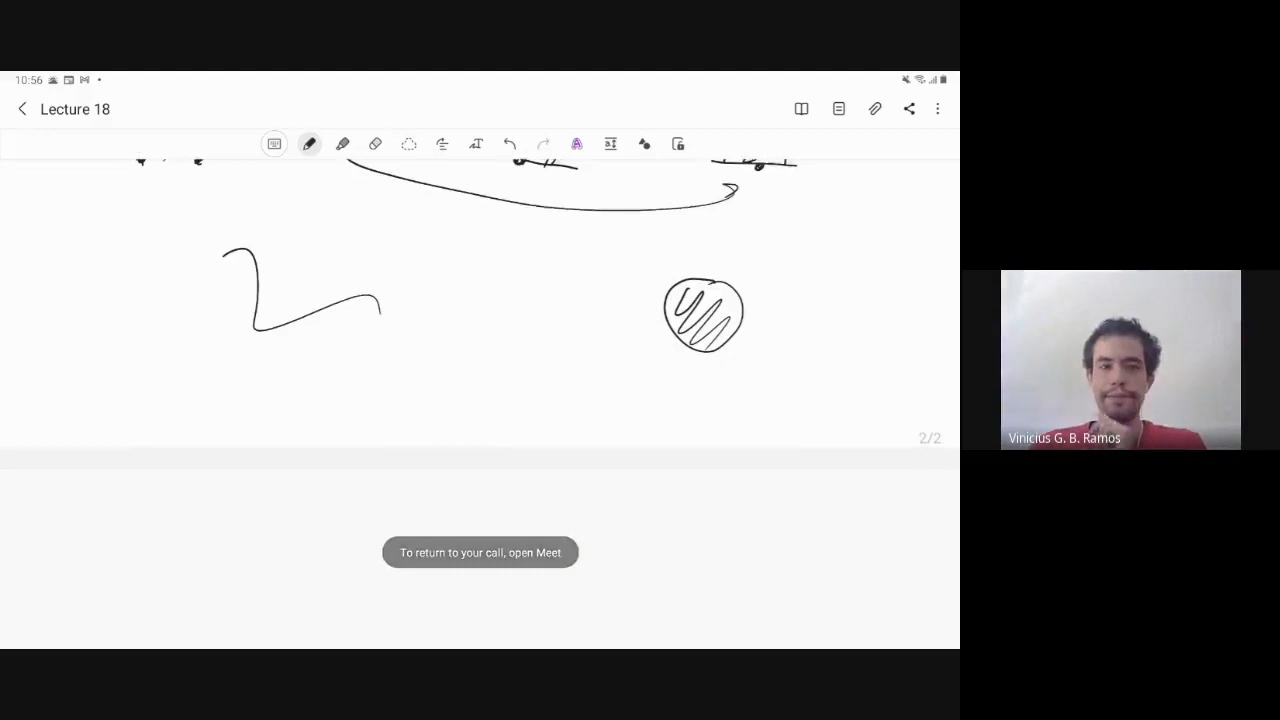 10:56
Lecture 18
2/2
To return to your call, open Meet
Vinicius G. B. Ramos